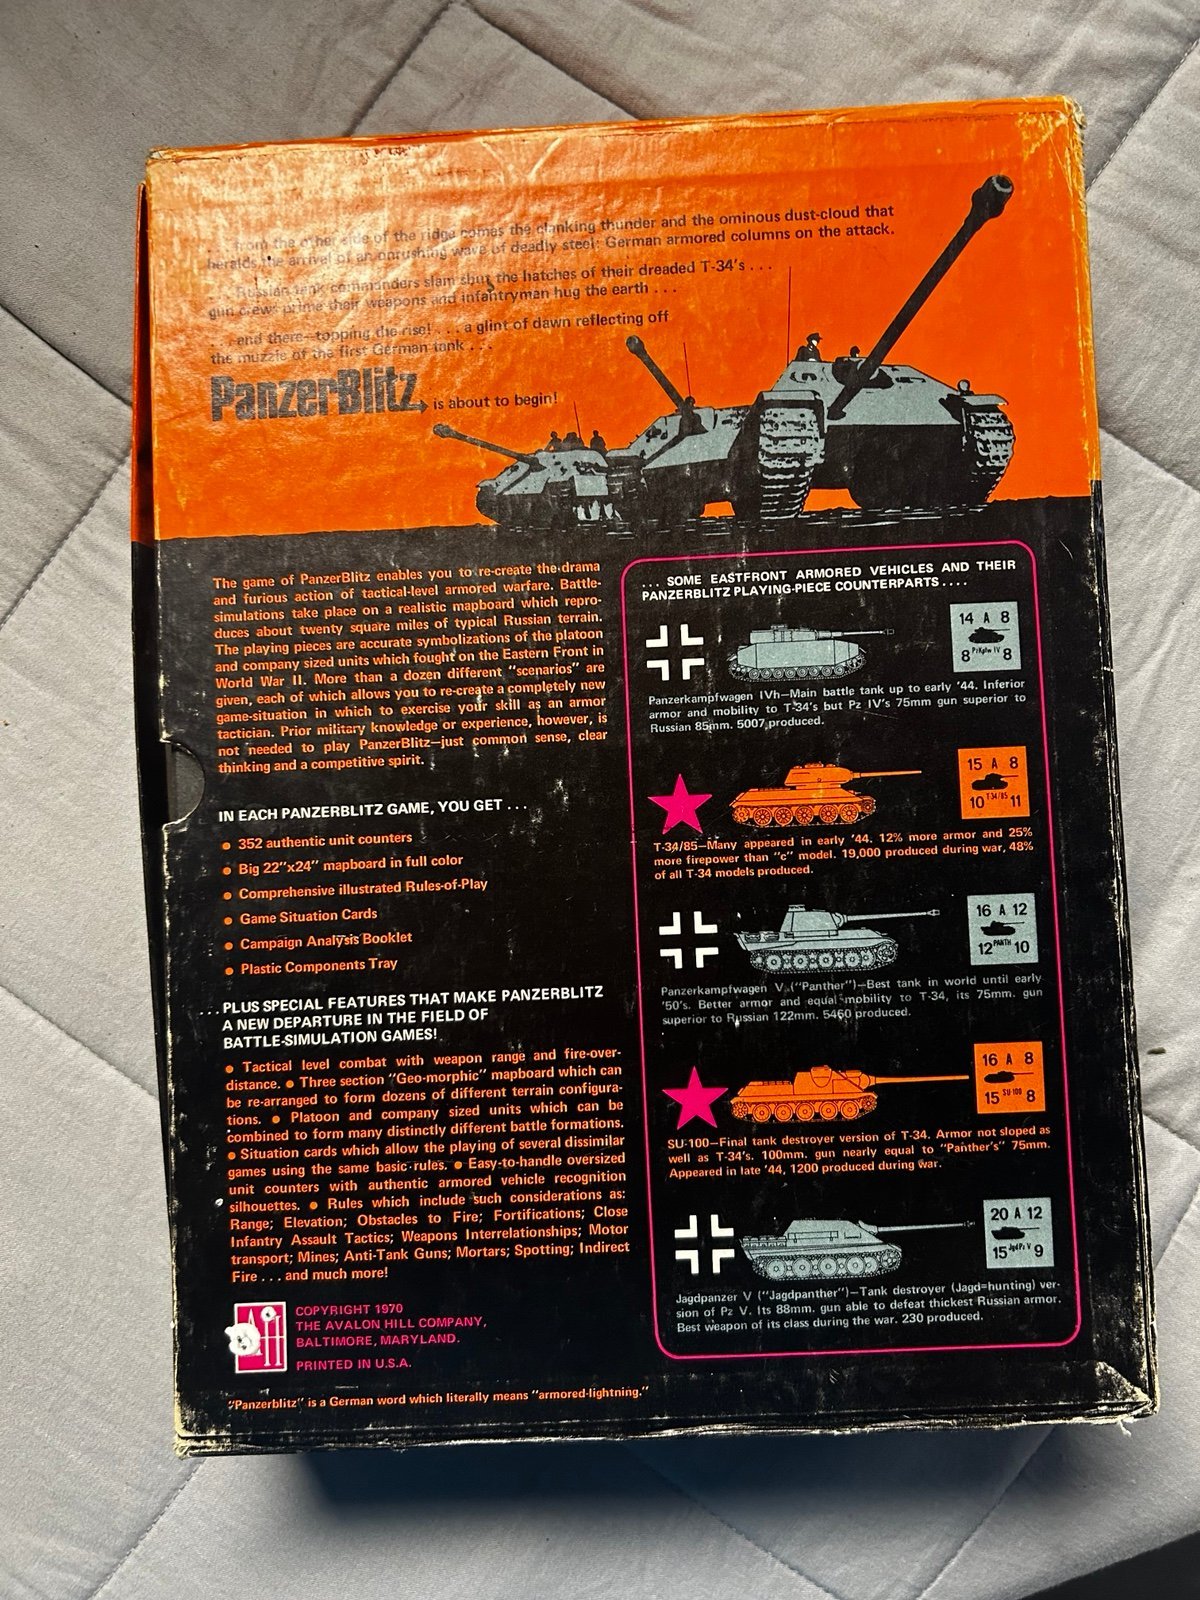 . . . from the other side of the ridge comes the clanking thunder and the ominous dust-cloud that
heralds the arrival of an onrushing wave of deadly steel: German armored columns on the attack.
. . . Russian tank commanders slam shut the hatches of their dreaded T-34's . . .
gun crews prime their weapons and infantryman hug the earth . . .
. . . and there—topping the rise! . . . a glint of dawn reflecting off
the muzzle of the first German tank . . .
PanzerBlitz is about to begin!
The game of PanzerBlitz enables you to re-create the drama
and furious action of tactical-level armored warfare. Battle-
simulations take place on a realistic mapboard which repro-
duces about twenty square miles of typical Russian terrain.
The playing pieces are accurate symbolizations of the platoon
and company sized units which fought on the Eastern Front in
World War II. More than a dozen different "scenarios" are
given, each of which allows you to re-create a completely new
game-situation in which to exercise your skill as an armor
tactician. Prior military knowledge or experience, however, is
not needed to play PanzerBlitz—just common sense, clear
thinking and a competitive spirit.
IN EACH PANZERBLITZ GAME, YOU GET . . .
● 352 authentic unit counters
● Big 22"x24" mapboard in full color
● Comprehensive illustrated Rules-of-Play
● Game Situation Cards
● Campaign Analysis Booklet
● Plastic Components Tray
. . . PLUS SPECIAL FEATURES THAT MAKE PANZERBLITZ
A NEW DEPARTURE IN THE FIELD OF
BATTLE-SIMULATION GAMES!
● Tactical level combat with weapon range and fire-over-
distance. ● Three section "Geo-morphic" mapboard which can
be re-arranged to form dozens of different terrain configura-
tions. ● Platoon and company sized units which can be
combined to form many distinctly different battle formations.
● Situation cards which allow the playing of several dissimilar
games using the same basic rules. ● Easy-to-handle oversized
unit counters with authentic armored vehicle recognition
silhouettes. ● Rules which include such considerations as:
Range; Elevation; Obstacles to Fire; Fortifications; Close
Infantry Assault Tactics; Weapons Interrelationships; Motor
transport; Mines; Anti-Tank Guns; Mortars; Spotting; Indirect
Fire . . . and much more!
COPYRIGHT 1970
THE AVALON HILL COMPANY,
BALTIMORE, MARYLAND.
PRINTED IN U.S.A.
"Panzerblitz" is a German word which literally means "armored-lightning."
. . . SOME EASTFRONT ARMORED VEHICLES AND THEIR
PANZERBLITZ PLAYING-PIECE COUNTERPARTS . . . .
14 A 8
8 PzKpfw IV 8
Panzerkampfwagen IVh—Main battle tank up to early '44. Inferior
armor and mobility to T-34's but Pz IV's 75mm gun superior to
Russian 85mm. 5007 produced.
15 A 8
10 T-34/85 11
T-34/85—Many appeared in early '44. 12% more armor and 25%
more firepower than "c" model. 19,000 produced during war, 48%
of all T-34 models produced.
16 A 12
12 PANTH 10
Panzerkampfwagen V ("Panther")—Best tank in world until early
'50's. Better armor and equal mobility to T-34, its 75mm. gun
superior to Russian 122mm. 5460 produced.
16 A 8
15 SU-100 8
SU-100—Final tank destroyer version of T-34. Armor not sloped as
well as T-34's. 100mm. gun nearly equal to "Panther's" 75mm.
Appeared in late '44, 1200 produced during war.
20 A 12
15 JgdPz V 9
Jagdpanzer V ("Jagdpanther")—Tank destroyer (Jagd=hunting) ver-
sion of Pz V. Its 88mm. gun able to defeat thickest Russian armor.
Best weapon of its class during the war. 230 produced.